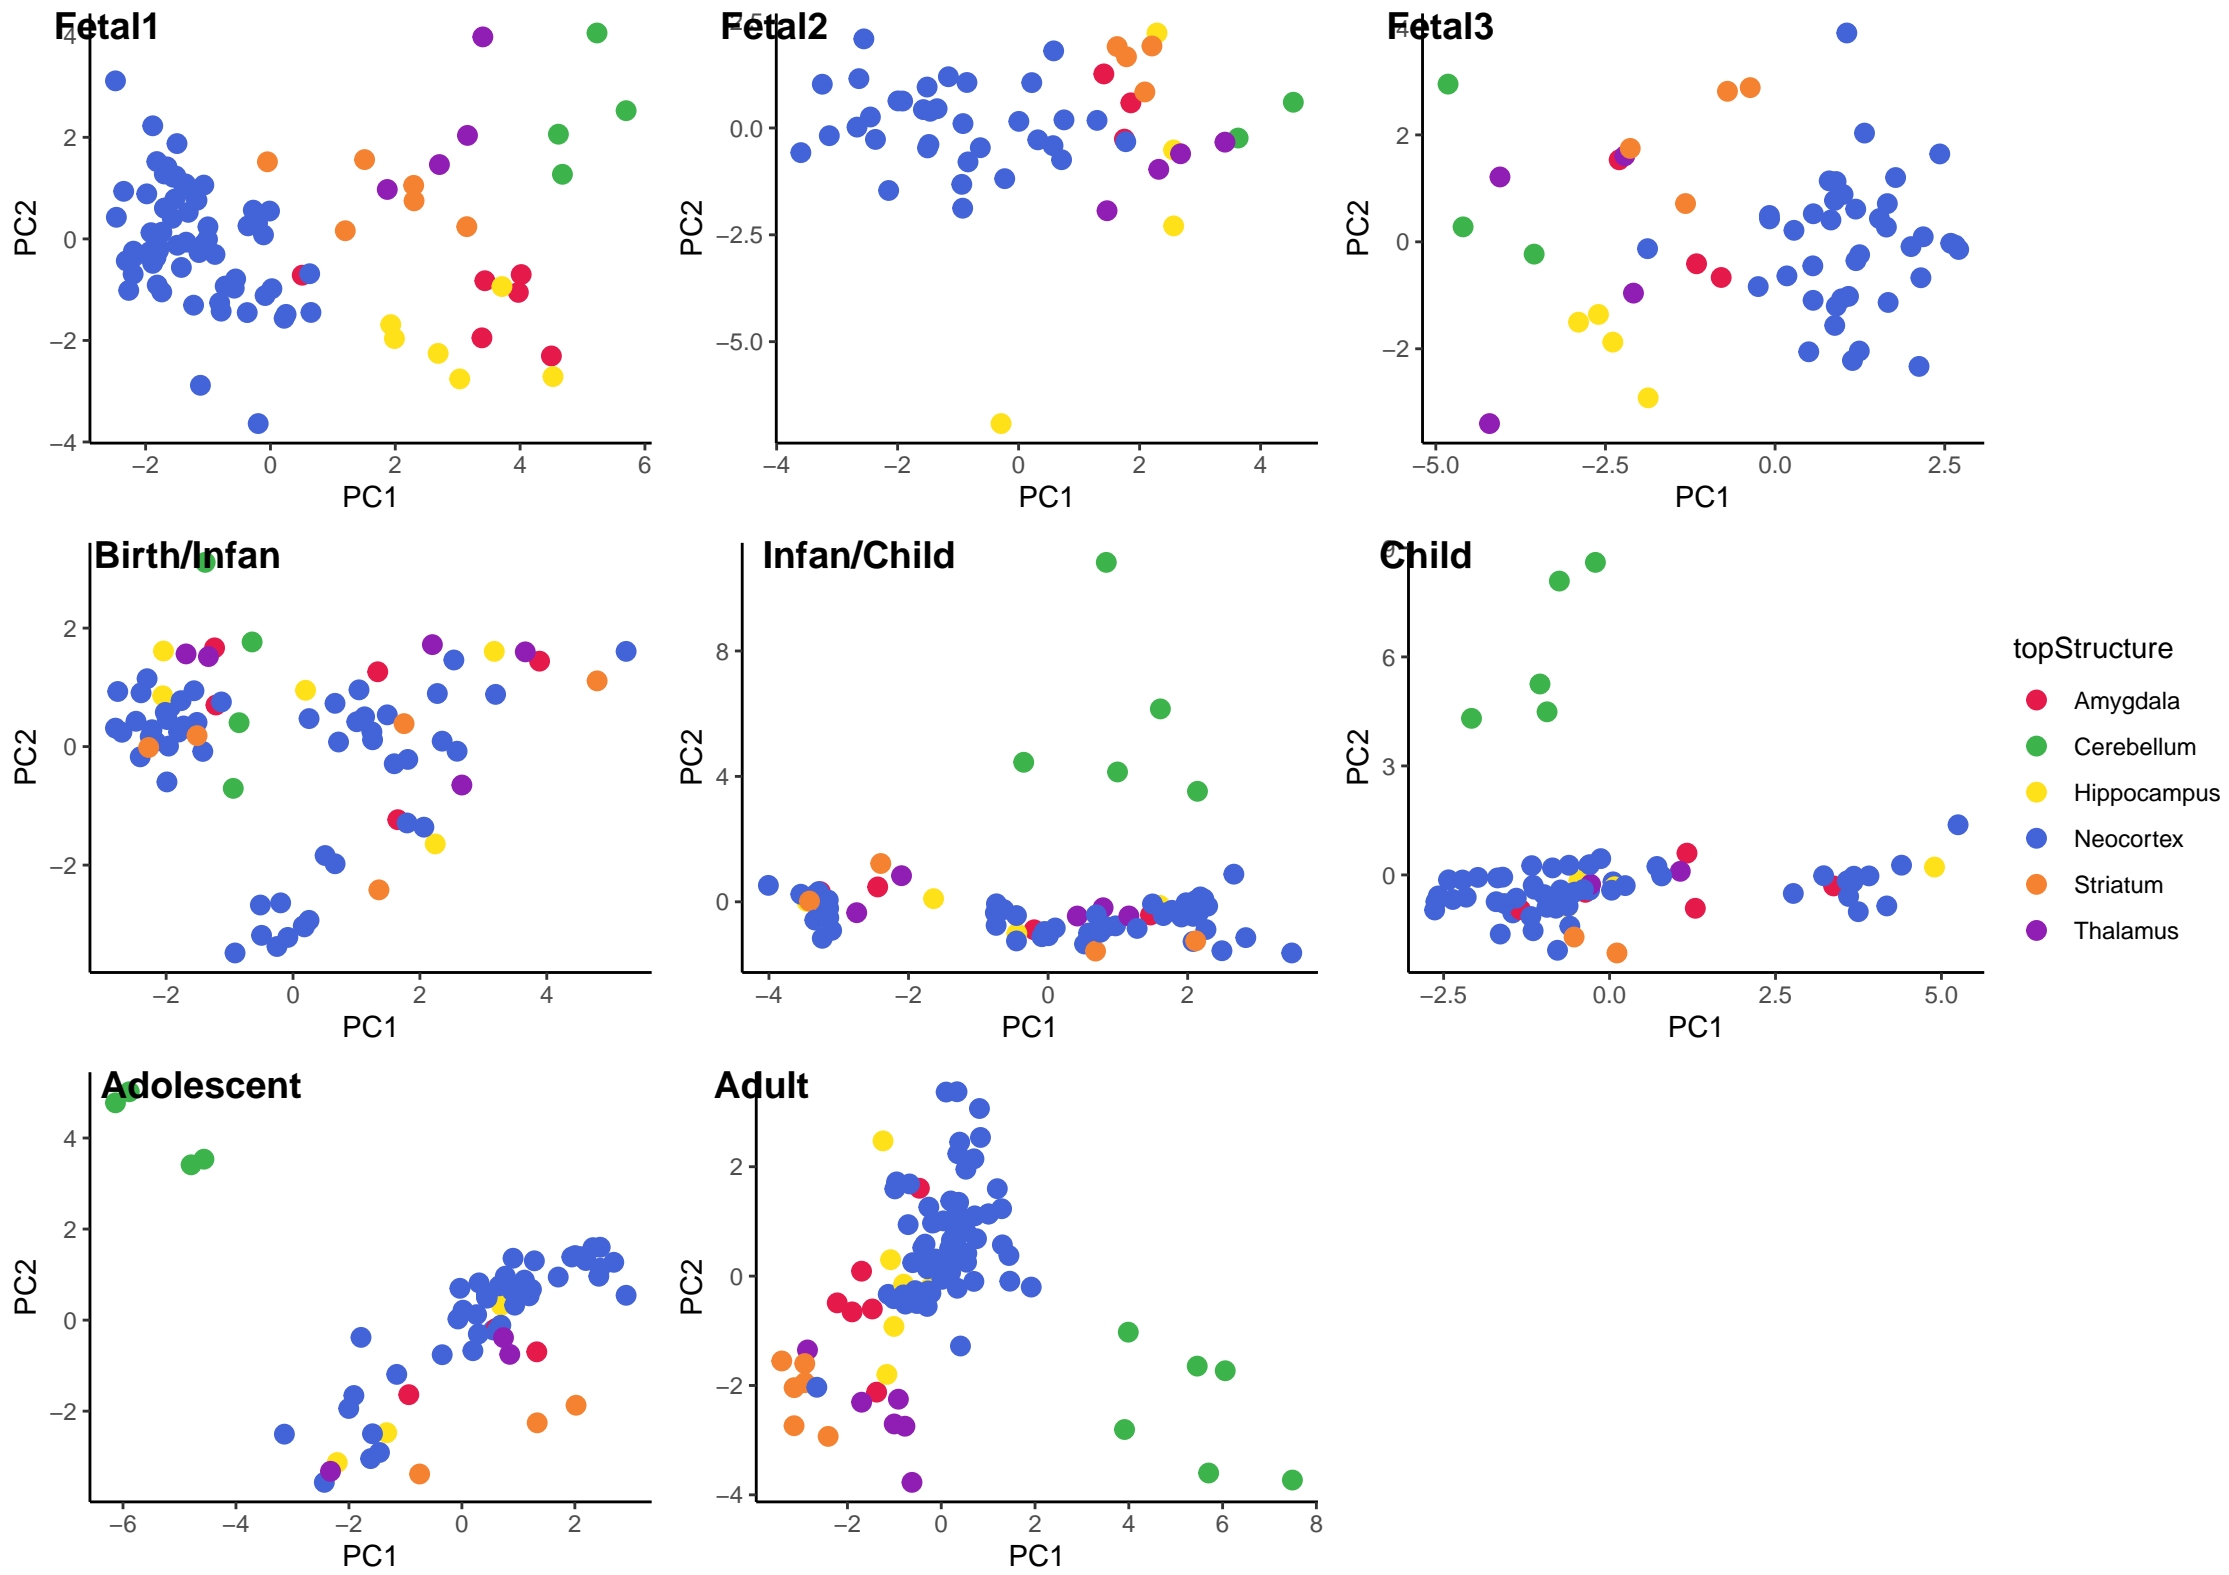 Fetal1
4
2
0
−2
−4
PC2
−2 0 2 4 6
PC1
Fetal2
2.5
0.0
−2.5
−5.0
PC2
−4 −2 0 2 4
PC1
Fetal3
4
2
0
−2
PC2
−5.0 −2.5 0.0 2.5
PC1
Birth/Infan
2
0
−2
PC2
−2 0 2 4
PC1
Infan/Child
8
4
0
PC2
−4 −2 0 2
PC1
Child
9
6
3
0
PC2
−2.5 0.0 2.5 5.0
PC1
topStructure
Amygdala
Cerebellum
Hippocampus
Neocortex
Striatum
Thalamus
Adolescent
4
2
0
−2
PC2
−6 −4 −2 0 2
PC1
Adult
2
0
−2
−4
PC2
−2 0 2 4 6 8
PC1